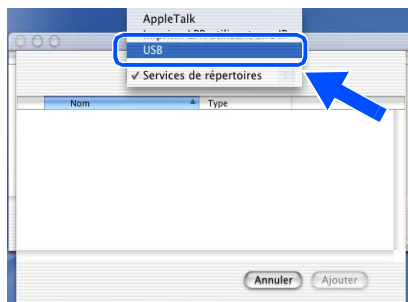 AppleTalk
USB
✓ Services de répertoires
Nom Type
Annuler Ajouter